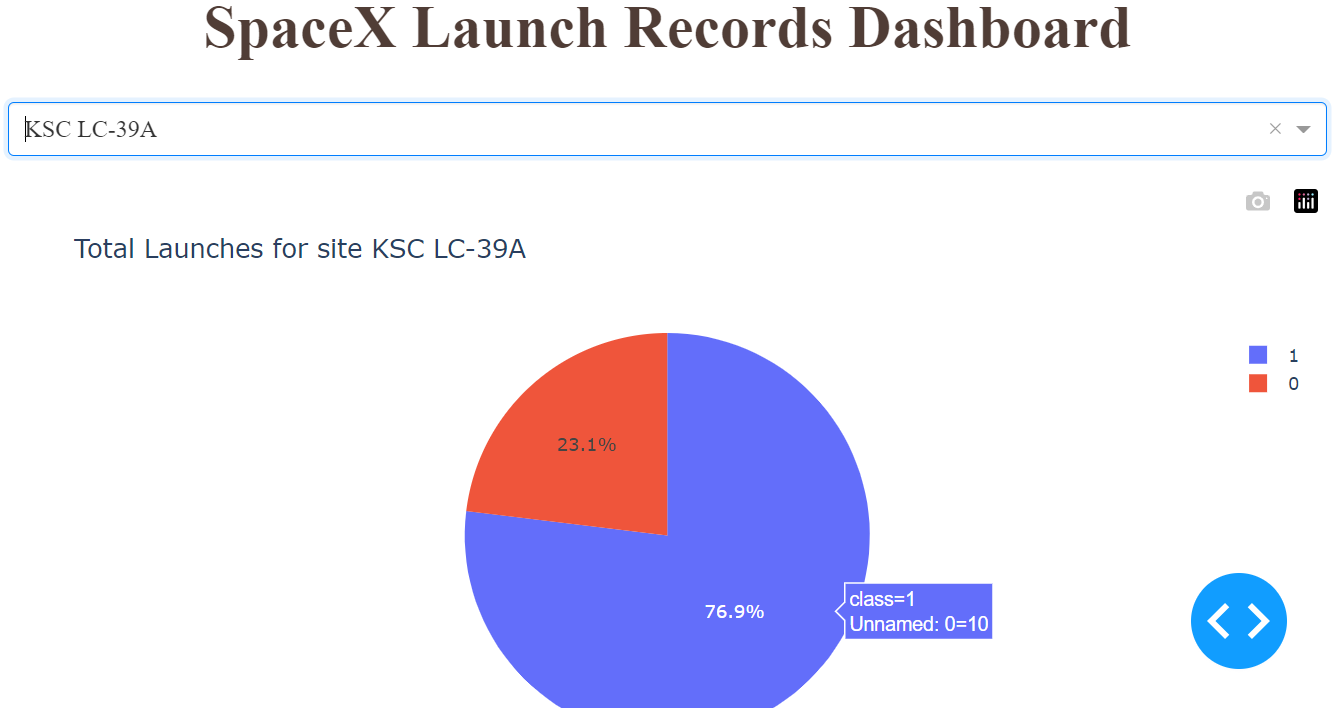 SpaceX Launch Records Dashboard
KSC LC-39A
Total Launches for site KSC LC-39A
1
0
23.1%
76.9%
class=1
Unnamed: 0=10